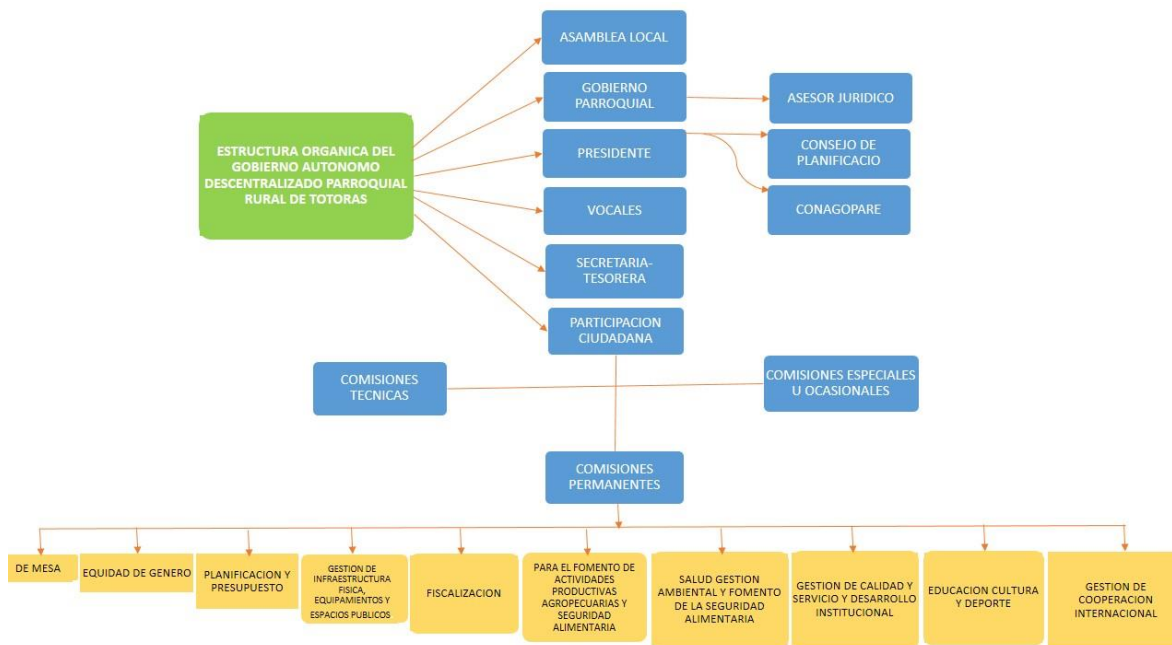 ASAMBLEA LOCAL
GOBIERNO
PARROQUIAL
ASESOR JURIDICO
ESTRUCTURA ORGANICA DEL
GOBIERNO AUTONOMO
DESCENTRALIZADO PARROQUIAL
RURAL DE TOTORAS
PRESIDENTE
CONSEJO DE
PLANIFICACIO
VOCALES
CONAGOPARE
SECRETARIA-
TESORERA
PARTICIPACION
CIUDADANA
COMISIONES
TECNICAS
COMISIONES ESPECIALES
U OCASIONALES
COMISIONES
PERMANENTES
DE MESA
EQUIDAD DE GENERO
PLANIFICACION Y
PRESUPUESTO
GESTION DE
INFRAESTRUCTURA
FISICA,
EQUIPAMIENTOS Y
ESPACIOS PUBLICOS
FISCALIZACION
PARA EL FOMENTO DE
ACTIVIDADES
PRODUCTIVAS
AGROPECUARIAS Y
SEGURIDAD
ALIMENTARIA
SALUD GESTION
AMBIENTAL Y FOMENTO
DE LA SEGURIDAD
ALIMENTARIA
GESTION DE CALIDAD Y
SERVICIO Y DESARROLLO
INSTITUCIONAL
EDUCACION CULTURA
Y DEPORTE
GESTION DE
COOPERACION
INTERNACIONAL